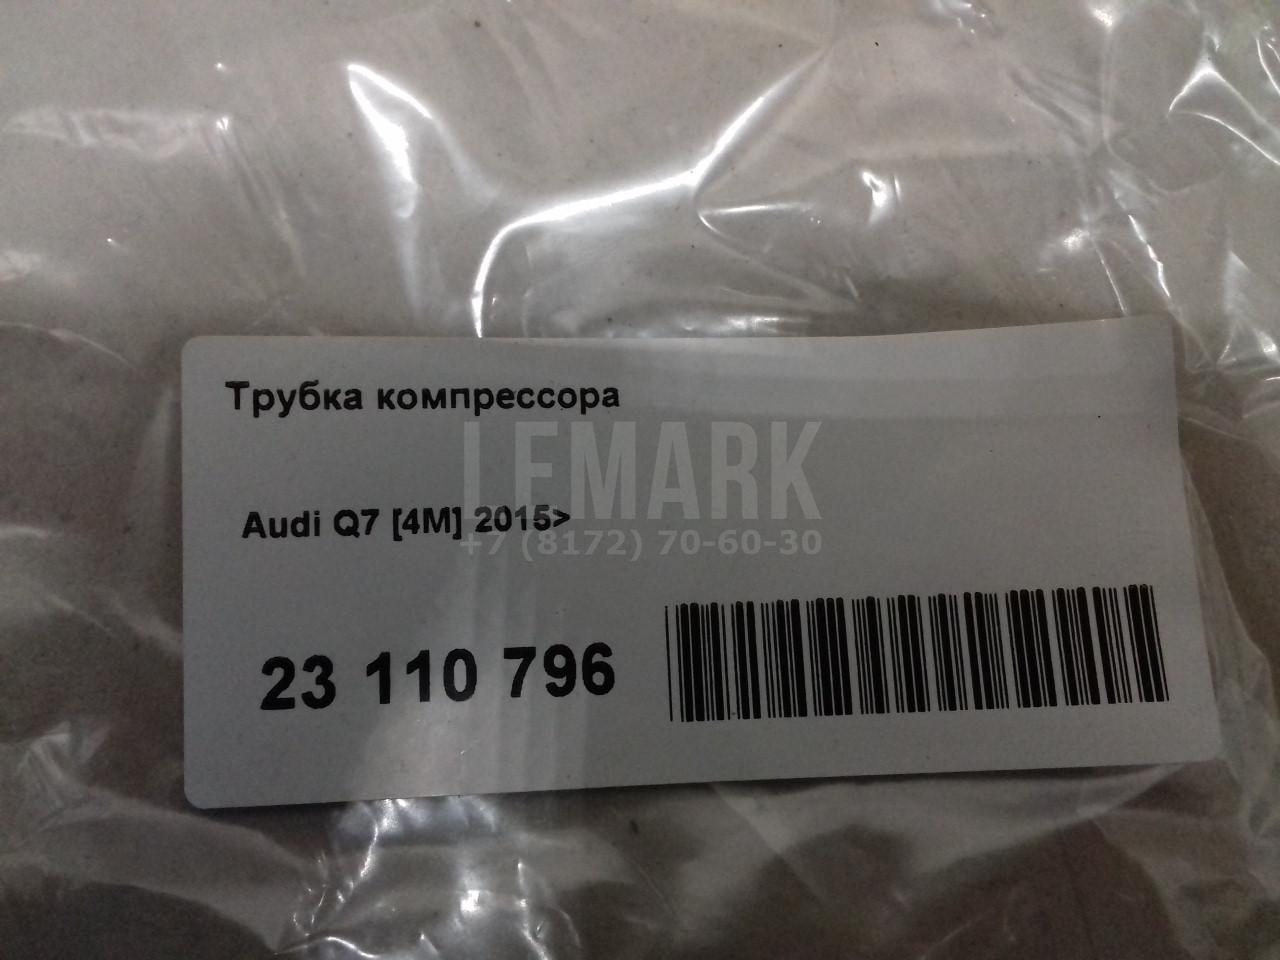 Трубка компрессора
LEMARK
Audi Q7 [4M] 2015>
+7 (8172) 70-60-30
23 110 796